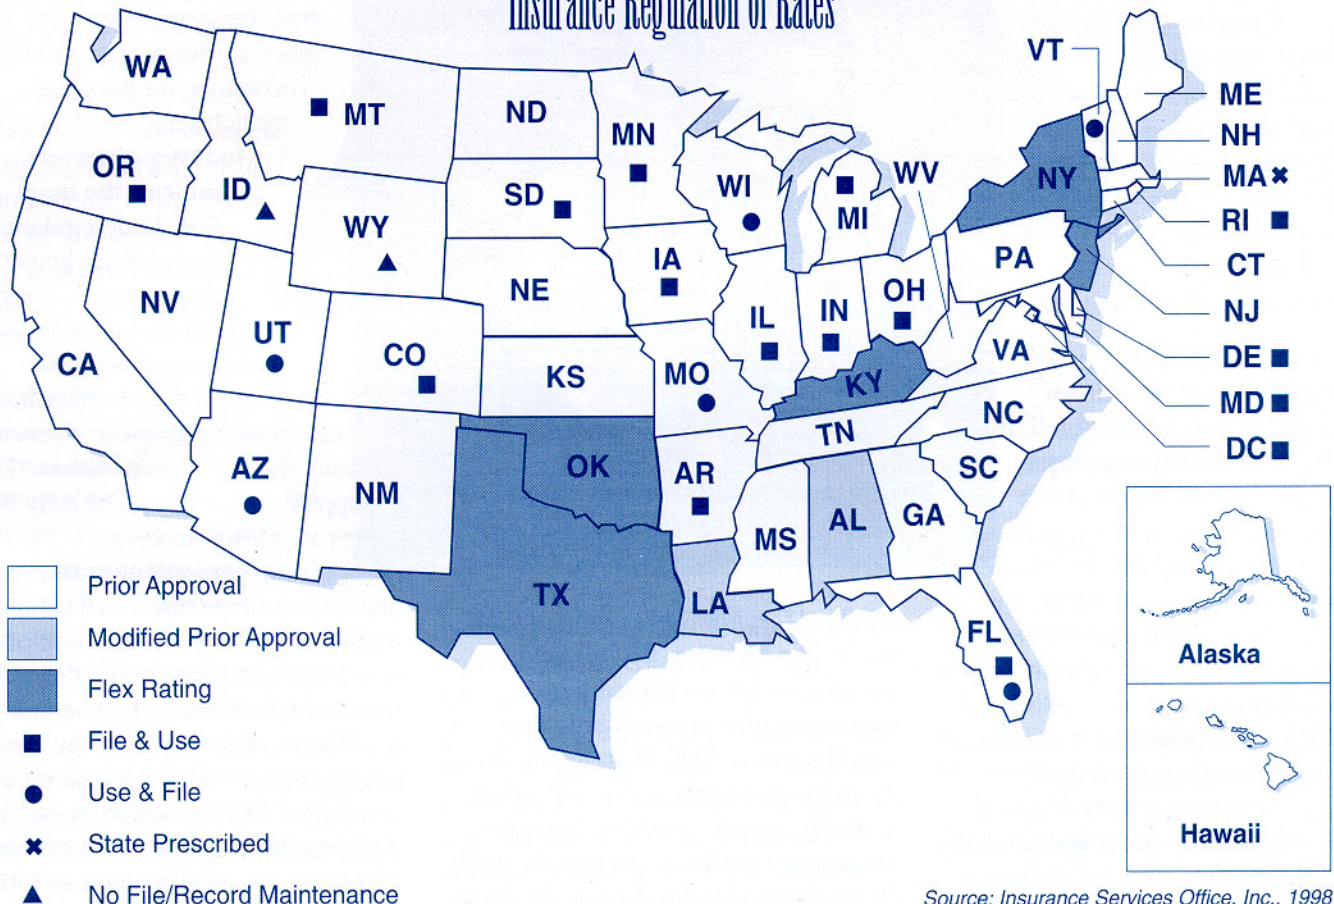 Insurance Regulation of Rates
VT
WA
ME
MT
ND
NH
MN
OR
ID
SD
WI
MI
WV
NY
MA
RI
WY
IA
PA
CT
NV
NE
OH
NJ
UT
IL
IN
CA
CO
KS
MO
KY
VA
DE
MD
NC
TN
DC
AZ
NM
OK
AR
SC
MS
AL
GA
TX
LA
FL
Alaska
Hawaii
Prior Approval
Modified Prior Approval
Flex Rating
File & Use
Use & File
State Prescribed
No File/Record Maintenance
Source: Insurance Services Office, Inc., 1998